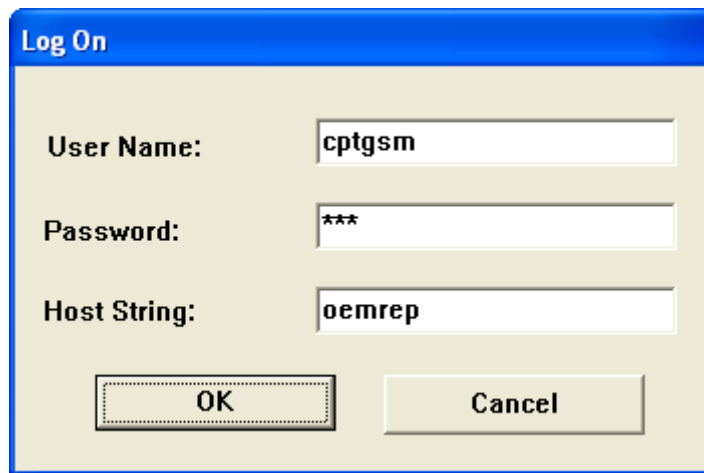 Log On
User Name: cptgsm
Password: ***
Host String: oemrep
OK Cancel